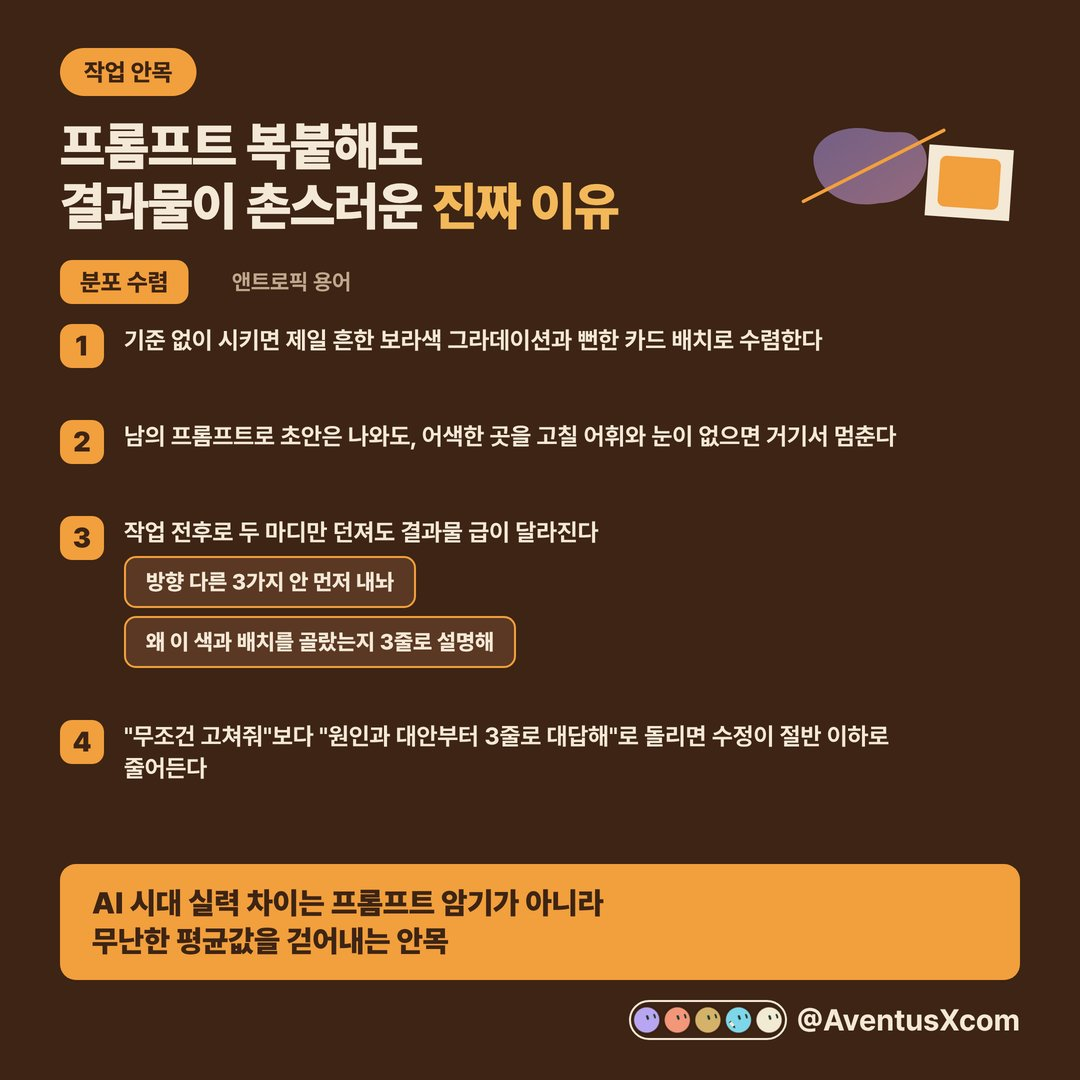 작업 안목
프롬프트 복붙해도
결과물이 촌스러운 진짜 이유
분포 수렴 앤트로픽 용어
1 기준 없이 시키면 제일 흔한 보라색 그라데이션과 뻔한 카드 배치로 수렴한다
2 남의 프롬프트로 초안은 나와도, 어색한 곳을 고칠 어휘와 눈이 없으면 거기서 멈춘다
3 작업 전후로 두 마디만 던져도 결과물 급이 달라진다
방향 다른 3가지 안 먼저 내놔
왜 이 색과 배치를 골랐는지 3줄로 설명해
4 "무조건 고쳐줘"보다 "원인과 대안부터 3줄로 대답해"로 돌리면 수정이 절반 이하로
줄어든다
AI 시대 실력 차이는 프롬프트 암기가 아니라
무난한 평균값을 걷어내는 안목
@AventusXcom